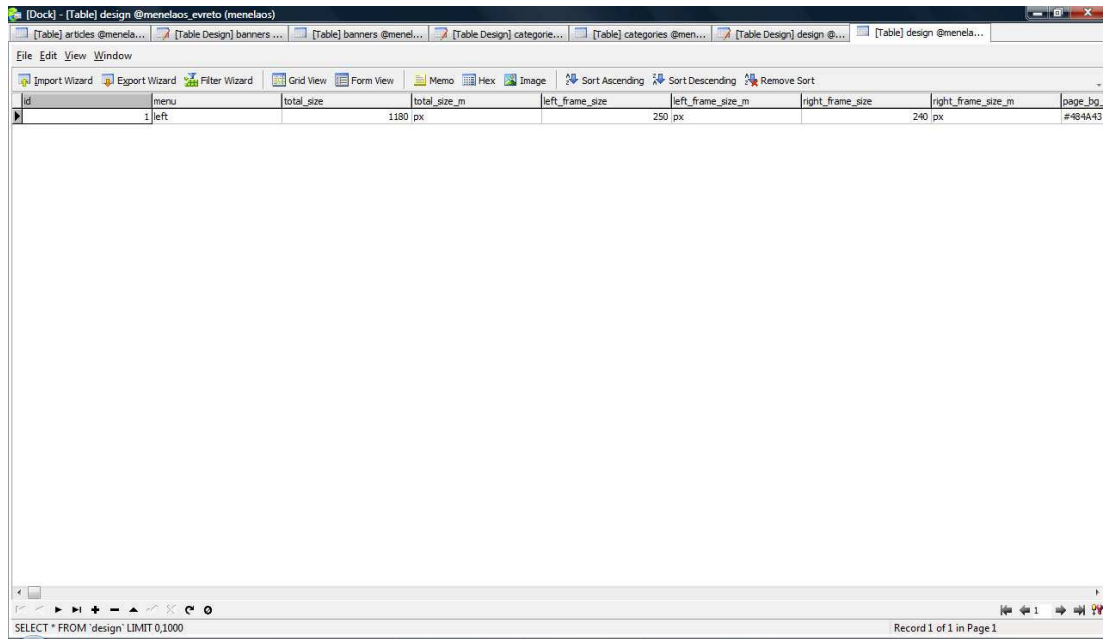 [Dock] - [Table] design @menelaos_evreto (menelaos)
[Table] articles @menela... [Table Design] banners ... [Table] banners @menel... [Table Design] categorie... [Table] categories @men... [Table Design] design @... [Table] design @menela...
File Edit View Window
Import Wizard Export Wizard Filter Wizard Grid View Form View Memo Hex Image Sort Ascending Sort Descending Remove Sort
id menu total_size total_size_m left_frame_size left_frame_size_m right_frame_size right_frame_size_m page_bg_
1 left 1180 px 250 px 240 px #484A43
1
SELECT * FROM `design` LIMIT 0,1000 Record 1 of 1 in Page 1